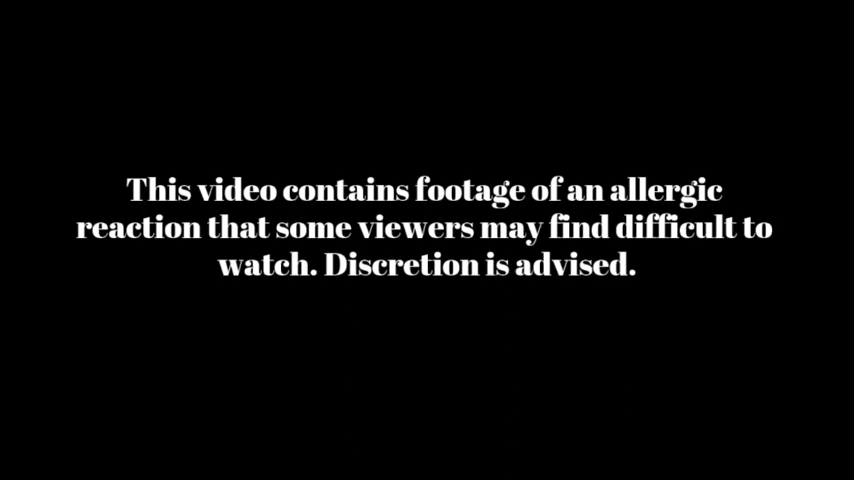 This video contains footage of an allergic
reaction that some viewers may find difficult to
watch. Discretion is advised.